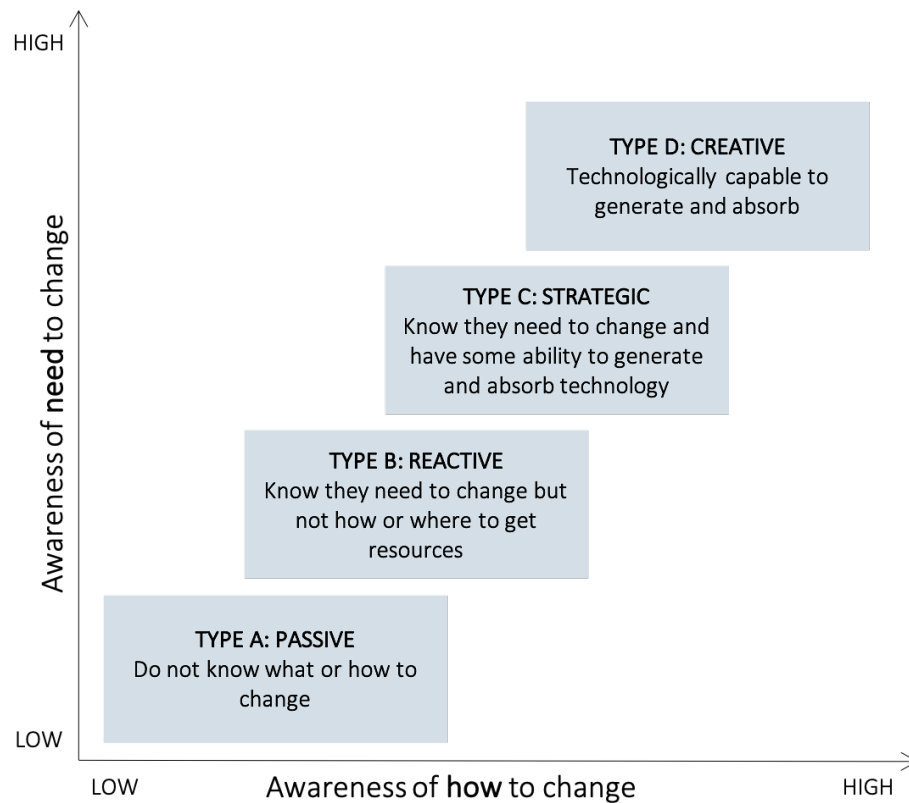 HIGH
TYPE D: CREATIVE
Technologically capable to
generate and absorb
TYPE C: STRATEGIC
Know they need to change and
have some ability to generate
and absorb technology
TYPE B: REACTIVE
Know they need to change but
not how or where to get
resources
TYPE A: PASSIVE
Do not know what or how to
change
Awareness of need to change
LOW
LOW
Awareness of how to change
HIGH